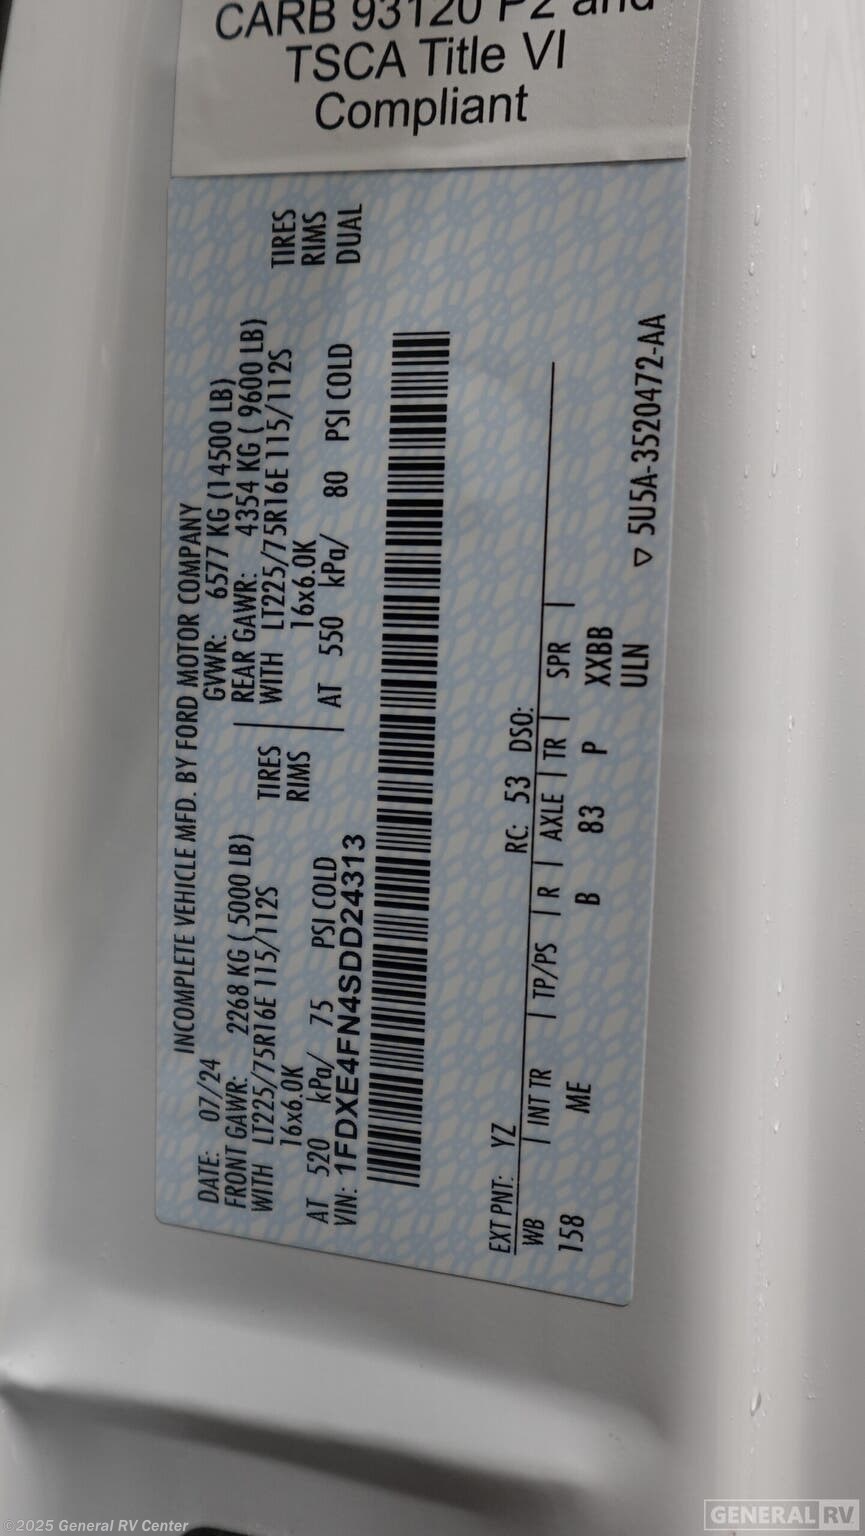 CARB 93120 P2 and
TSCA Title VI
Compliant
INCOMPLETE VEHICLE MFD. BY FORD MOTOR COMPANY
DATE: 07/24 GVWR: 6577 KG (14500 LB)
FRONT GAWR: 2268 KG ( 5000 LB) REAR GAWR: 4354 KG ( 9600 LB)
WITH LT225/75R16E 115/112S TIRES WITH LT225/75R16E 115/112S TIRES
16x6.0K RIMS 16x6.0K RIMS
AT 520 kPa/ 75 PSI COLD AT 550 kPa/ 80 PSI COLD DUAL
VIN: 1FDXE4FN4SDD24313
EXT PNT: YZ RC: 53 DSO:
WB | INT TR | TP/PS | R | AXLE | TR | SPR |
158 ME B 83 P XXBB
ULN
▽ 5U5A-3520472-AA
©2025 General RV Center
GENERAL RV